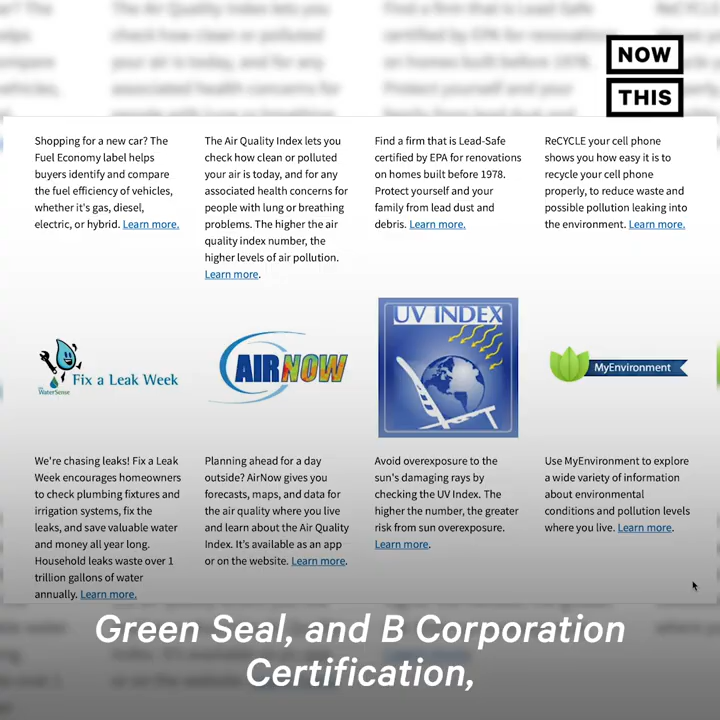 NOW
THIS
Shopping for a new car? The
Fuel Economy label helps
buyers identify and compare
the fuel efficiency of vehicles,
whether it's gas, diesel,
electric, or hybrid. Learn more.
The Air Quality Index lets you
check how clean or polluted
your air is today, and for any
associated health concerns for
people with lung or breathing
problems. The higher the air
quality index number, the
higher levels of air pollution.
Learn more.
Find a firm that is Lead-Safe
certified by EPA for renovations
on homes built before 1978.
Protect yourself and your
family from lead dust and
debris. Learn more.
ReCYCLE your cell phone
shows you how easy it is to
recycle your cell phone
properly, to reduce waste and
possible pollution leaking into
the environment. Learn more.
Fix a Leak Week
WaterSense
AIRNOW
UV INDEX
MyEnvironment
We're chasing leaks! Fix a Leak
Week encourages homeowners
to check plumbing fixtures and
irrigation systems, fix the
leaks, and save valuable water
and money all year long.
Household leaks waste over 1
trillion gallons of water
annually. Learn more.
Planning ahead for a day
outside? AirNow gives you
forecasts, maps, and data for
the air quality where you live
and learn about the Air Quality
Index. It's available as an app
or on the website. Learn more.
Avoid overexposure to the
sun's damaging rays by
checking the UV Index. The
higher the number, the greater
risk from sun overexposure.
Learn more.
Use MyEnvironment to explore
a wide variety of information
about environmental
conditions and pollution levels
where you live. Learn more.
Green Seal, and B Corporation
Certification,